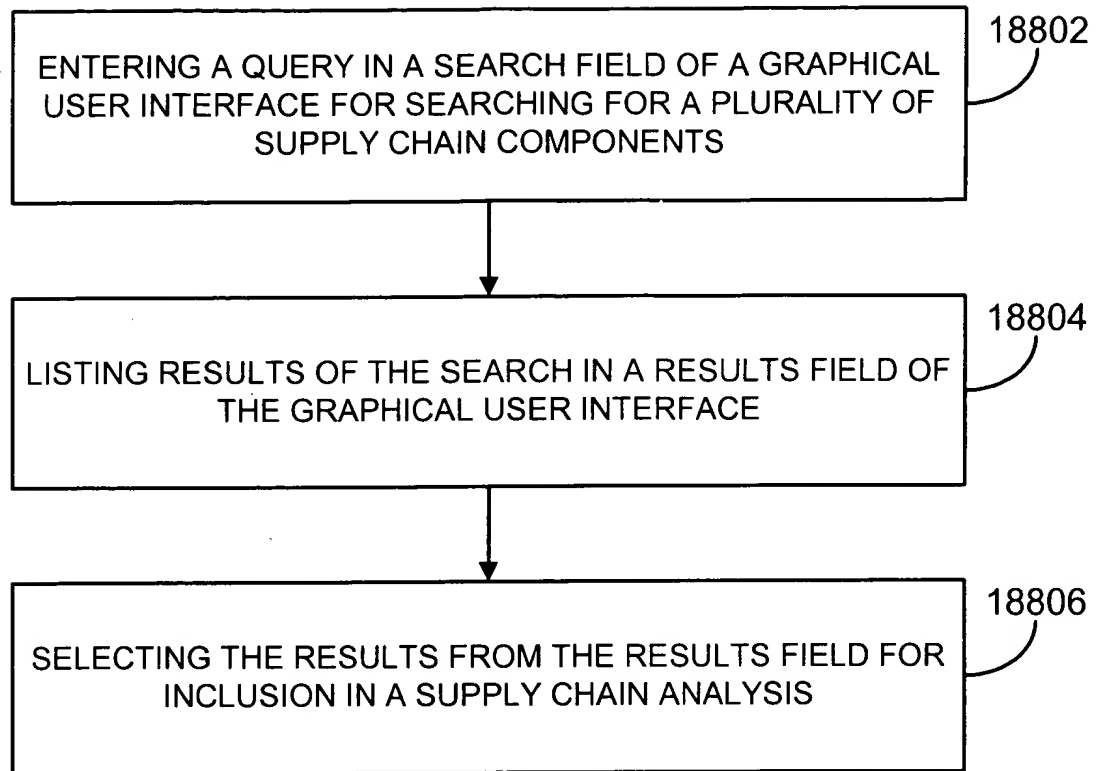 18802
ENTERING A QUERY IN A SEARCH FIELD OF A GRAPHICAL
USER INTERFACE FOR SEARCHING FOR A PLURALITY OF
SUPPLY CHAIN COMPONENTS
18804
LISTING RESULTS OF THE SEARCH IN A RESULTS FIELD OF
THE GRAPHICAL USER INTERFACE
18806
SELECTING THE RESULTS FROM THE RESULTS FIELD FOR
INCLUSION IN A SUPPLY CHAIN ANALYSIS